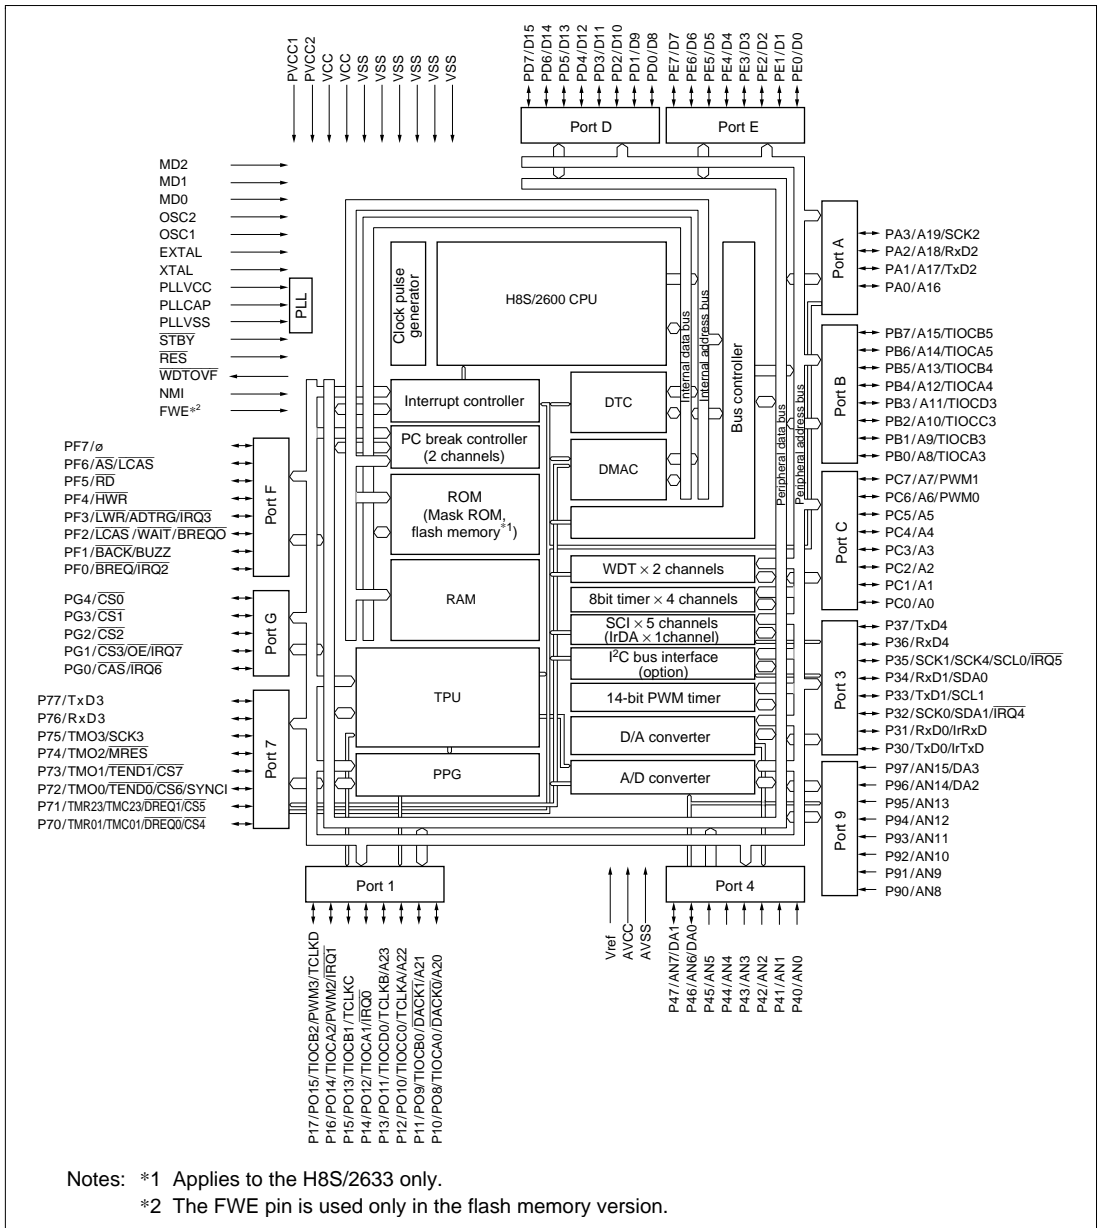 PVCC1
PVCC2
VCC
VCC
VSS
VSS
VSS
VSS
VSS
VSS
PD7/D15
PD6/D14
PD5/D13
PD4/D12
PD3/D11
PD2/D10
PD1/D9
PD0/D8
PE7/D7
PE6/D6
PE5/D5
PE4/D4
PE3/D3
PE2/D2
PE1/D1
PE0/D0
Port D
Port E
MD2
MD1
MD0
OSC2
OSC1
EXTAL
XTAL
PLLVCC
PLLCAP
PLLVSS
STBY
RES
WDTOVF
NMI
FWE*2
PLL
Clock pulse
generator
H8S/2600 CPU
Internal data bus
Internal address bus
Bus controller
Peripheral data bus
Peripheral address bus
Interrupt controller
PC break controller
(2 channels)
ROM
(Mask ROM,
flash memory*1)
RAM
TPU
PPG
DTC
DMAC
WDT × 2 channels
8bit timer × 4 channels
SCI × 5 channels
(IrDA × 1channel)
I2C bus interface
(option)
14-bit PWM timer
D/A converter
A/D converter
Port A
PA3/A19/SCK2
PA2/A18/RxD2
PA1/A17/TxD2
PA0/A16
Port B
PB7/A15/TIOCB5
PB6/A14/TIOCA5
PB5/A13/TIOCB4
PB4/A12/TIOCA4
PB3/A11/TIOCD3
PB2/A10/TIOCC3
PB1/A9/TIOCB3
PB0/A8/TIOCA3
Port C
PC7/A7/PWM1
PC6/A6/PWM0
PC5/A5
PC4/A4
PC3/A3
PC2/A2
PC1/A1
PC0/A0
Port 3
P37/TxD4
P36/RxD4
P35/SCK1/SCK4/SCL0/IRQ5
P34/RxD1/SDA0
P33/TxD1/SCL1
P32/SCK0/SDA1/IRQ4
P31/RxD0/IrRxD
P30/TxD0/IrTxD
Port 9
P97/AN15/DA3
P96/AN14/DA2
P95/AN13
P94/AN12
P93/AN11
P92/AN10
P91/AN9
P90/AN8
PF7/ø
PF6/AS/LCAS
PF5/RD
PF4/HWR
PF3/LWR/ADTRG/IRQ3
PF2/LCAS/WAIT/BREQO
PF1/BACK/BUZZ
PF0/BREQ/IRQ2
Port F
PG4/CS0
PG3/CS1
PG2/CS2
PG1/CS3/OE/IRQ7
PG0/CAS/IRQ6
Port G
P77/TxD3
P76/RxD3
P75/TMO3/SCK3
P74/TMO2/MRES
P73/TMO1/TEND1/CS7
P72/TMO0/TEND0/CS6/SYNCI
P71/TMR23/TMC23/DREQ1/CS5
P70/TMR01/TMC01/DREQ0/CS4
Port 7
Port 1
P17/PO15/TIOCB2/PWM3/TCLKD
P16/PO14/TIOCA2/PWM2/IRQ1
P15/PO13/TIOCB1/TCLKC
P14/PO12/TIOCA1/IRQ0
P13/PO11/TIOCD0/TCLKB/A23
P12/PO10/TIOCC0/TCLKA/A22
P11/PO9/TIOCB0/DACK1/A21
P10/PO8/TIOCA0/DACK0/A20
Vref
AVCC
AVSS
Port 4
P47/AN7/DA1
P46/AN6/DA0
P45/AN5
P44/AN4
P43/AN3
P42/AN2
P41/AN1
P40/AN0
Notes: *1 Applies to the H8S/2633 only.
*2 The FWE pin is used only in the flash memory version.